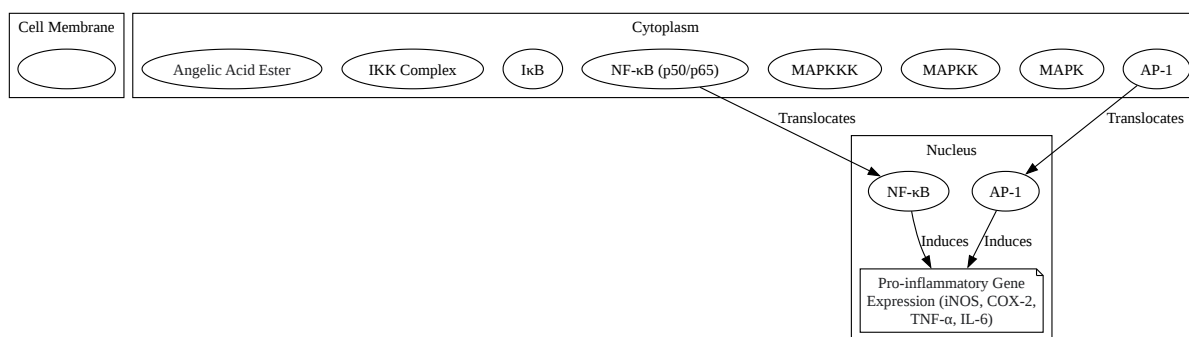 Cell Membrane
Cytoplasm
Angelic Acid Ester
IKK Complex
IκB
NF-κB (p50/p65)
MAPKKK
MAPKK
MAPK
AP-1
Translocates
Translocates
Nucleus
NF-κB
AP-1
Induces
Induces
Pro-inflammatory Gene
Expression (iNOS, COX-2,
TNF-α, IL-6)